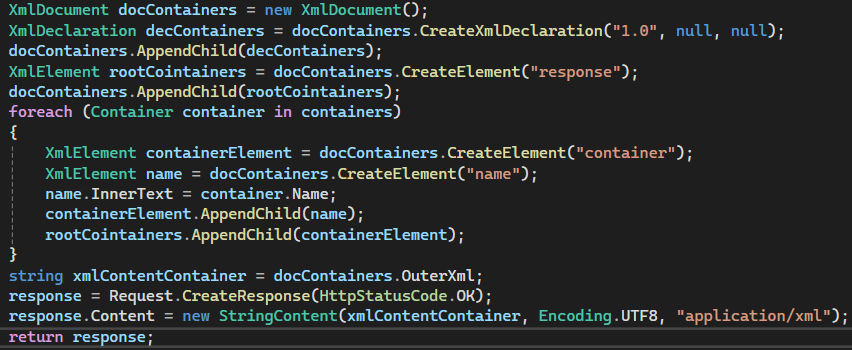 XmlDocument docContainers = new XmlDocument();
XmlDeclaration decContainers = docContainers.CreateXmlDeclaration("1.0", null, null);
docContainers.AppendChild(decContainers);
XmlElement rootCointainers = docContainers.CreateElement("response");
docContainers.AppendChild(rootCointainers);
foreach (Container container in containers)
{
    XmlElement containerElement = docContainers.CreateElement("container");
    XmlElement name = docContainers.CreateElement("name");
    name.InnerText = container.Name;
    containerElement.AppendChild(name);
    rootCointainers.AppendChild(containerElement);
}
string xmlContentContainer = docContainers.OuterXml;
response = Request.CreateResponse(HttpStatusCode.OK);
response.Content = new StringContent(xmlContentContainer, Encoding.UTF8, "application/xml");
return response;